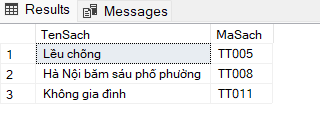 Results Messages
TenSach MaSach
1 Lều chõng TT005
2 Hà Nội băm sáu phố phường TT008
3 Không gia đình TT011